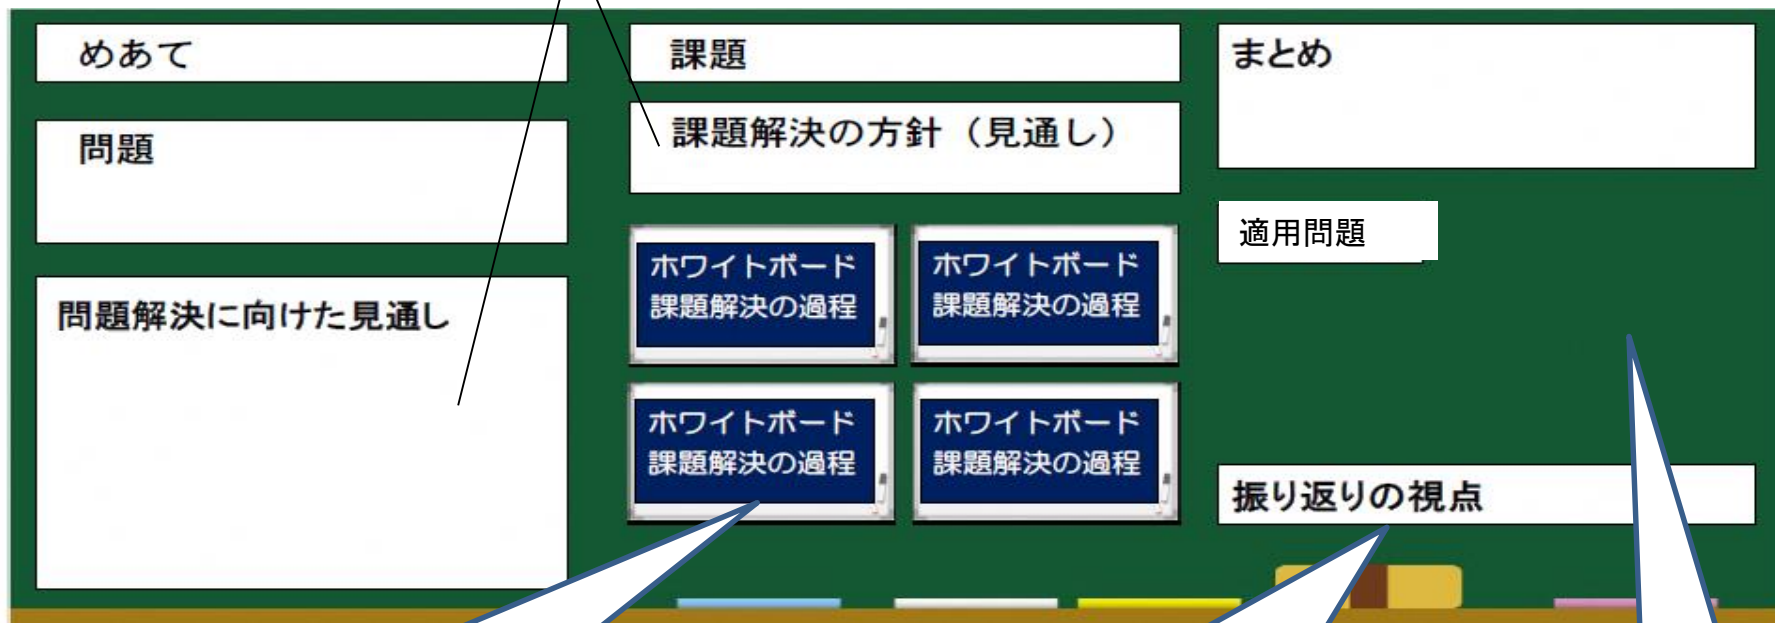 めあて
問題
問題解決に向けた見通し
課題
課題解決の方針（見通し）
ホワイトボード
課題解決の過程
ホワイトボード
課題解決の過程
ホワイトボード
課題解決の過程
ホワイトボード
課題解決の過程
まとめ
適用問題
振り返りの視点